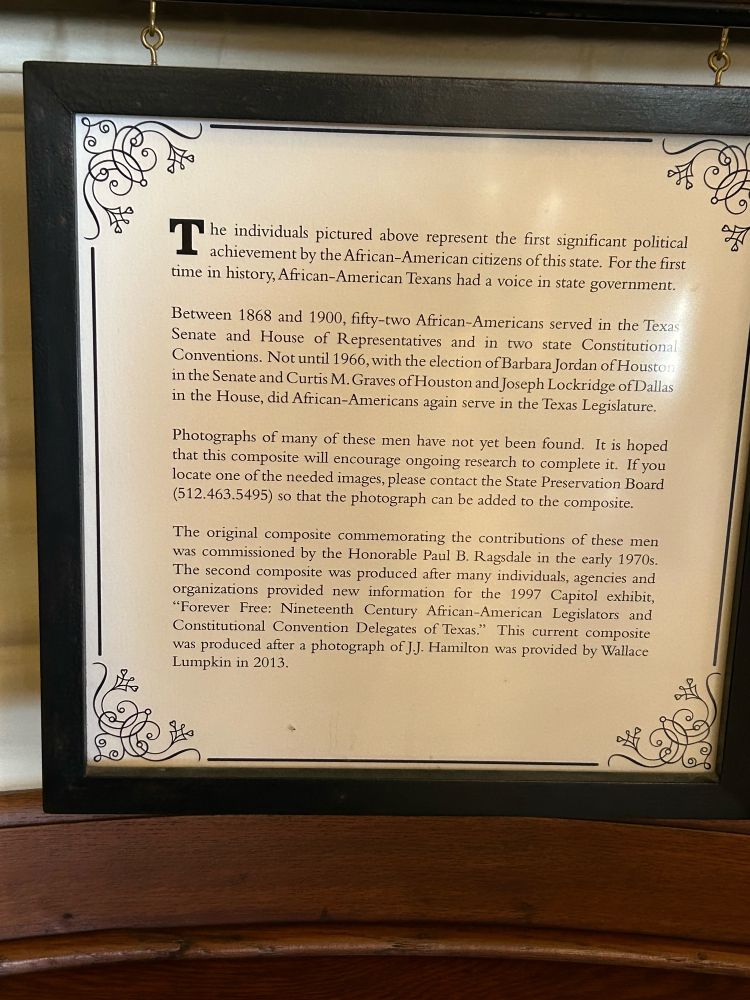 The individuals pictured above represent the first significant political
achievement by the African-American citizens of this state. For the first
time in history, African-American Texans had a voice in state government.
Between 1868 and 1900, fifty-two African-Americans served in the Texas
Senate and House of Representatives and in two state Constitutional
Conventions. Not until 1966, with the election of Barbara Jordan of Houston
in the Senate and Curtis M. Graves of Houston and Joseph Lockridge of Dallas
in the House, did African-Americans again serve in the Texas Legislature.
Photographs of many of these men have not yet been found. It is hoped
that this composite will encourage ongoing research to complete it. If you
locate one of the needed images, please contact the State Preservation Board
(512.463.5495) so that the photograph can be added to the composite.
The original composite commemorating the contributions of these men
was commissioned by the Honorable Paul B. Ragsdale in the early 1970s.
The second composite was produced after many individuals, agencies and
organizations provided new information for the 1997 Capitol exhibit,
“Forever Free: Nineteenth Century African-American Legislators and
Constitutional Convention Delegates of Texas.” This current composite
was produced after a photograph of J.J. Hamilton was provided by Wallace
Lumpkin in 2013.